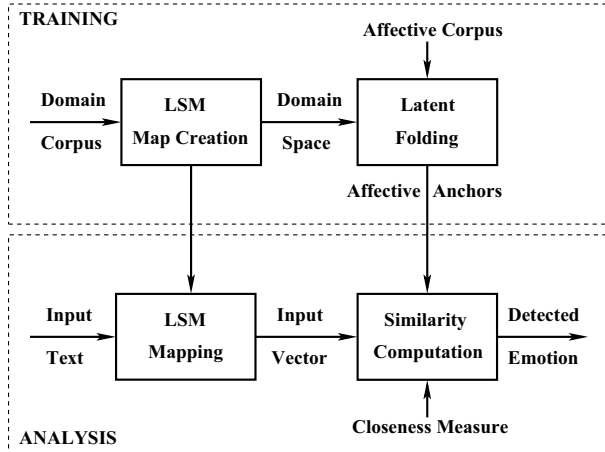 TRAINING
Affective Corpus
Domain
Corpus
LSM
Map Creation
Domain
Space
Latent
Folding
Affective Anchors
Input
Text
LSM
Mapping
Input
Vector
Similarity
Computation
Detected
Emotion
Closeness Measure
ANALYSIS